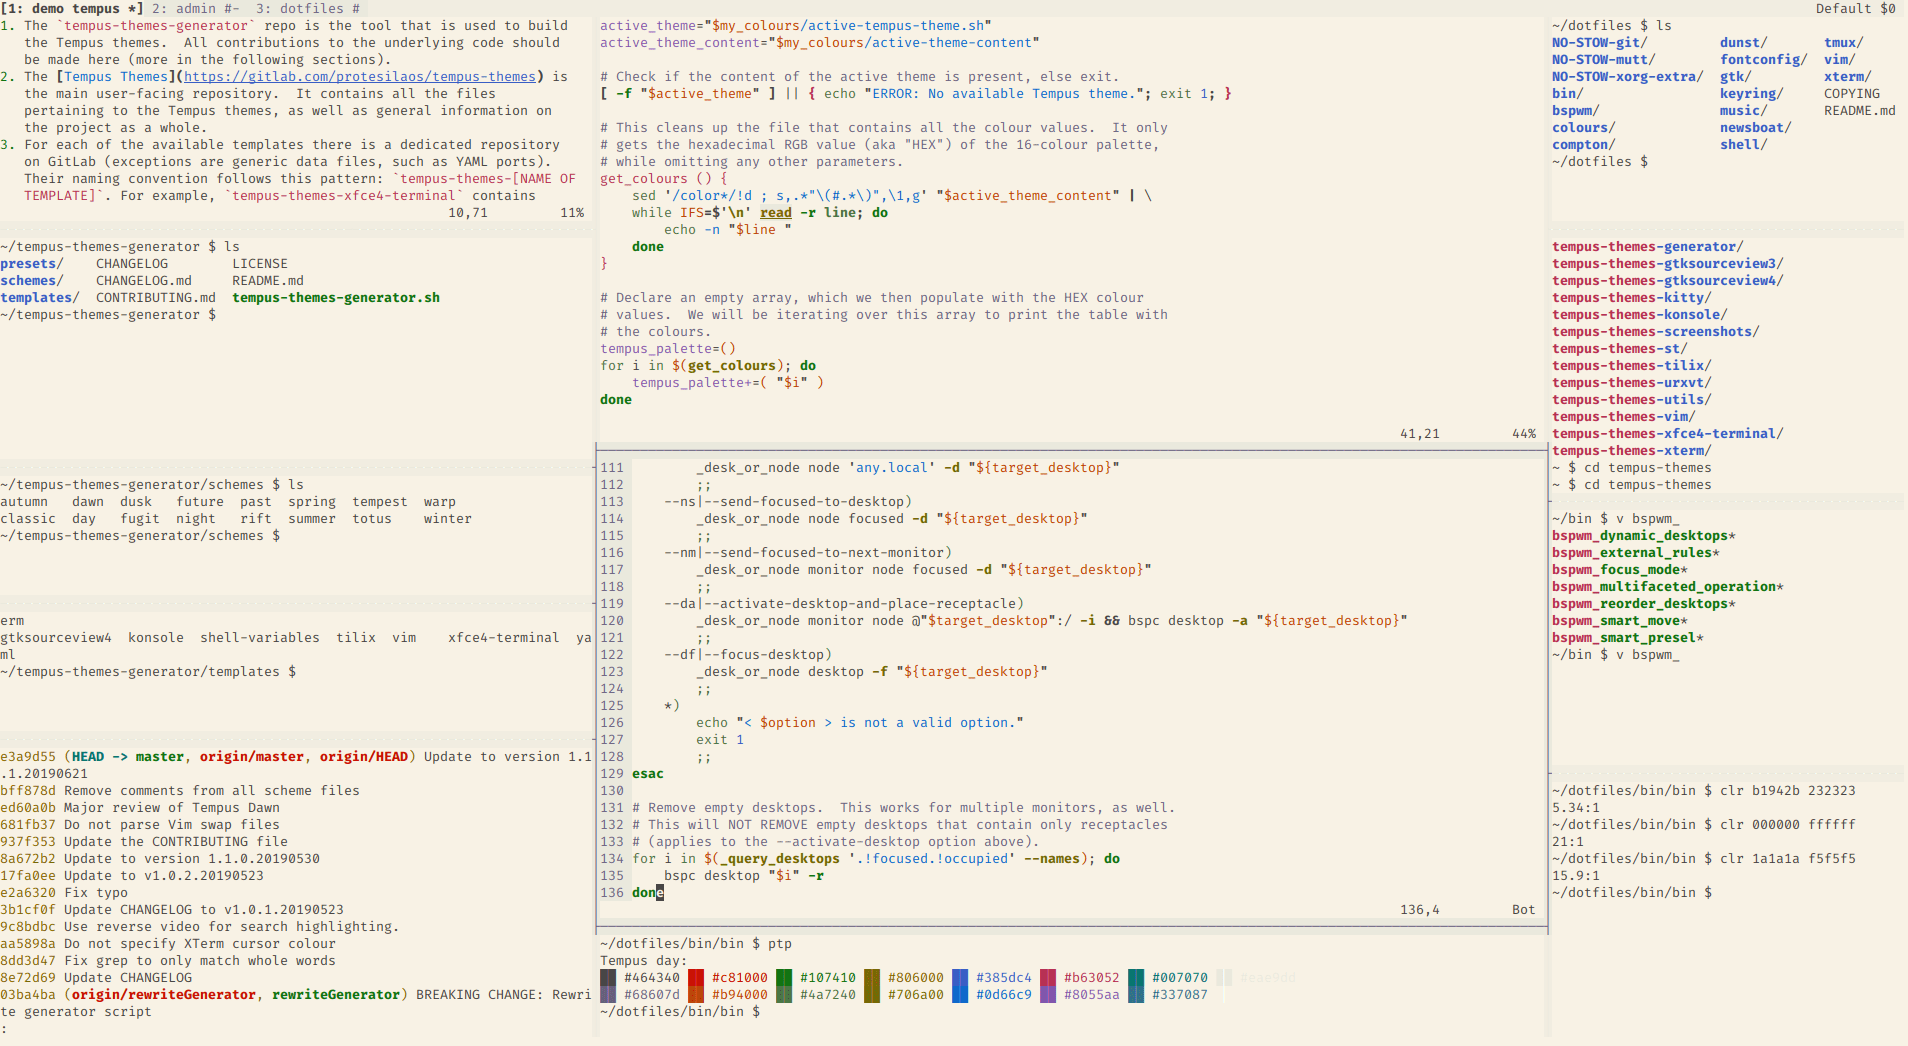 [1: demo tempus *] 2: admin #-  3: dotfiles #
Default $0
1. The `tempus-themes-generator` repo is the tool that is used to build
the Tempus themes.  All contributions to the underlying code should
be made here (more in the following sections).
2. The [Tempus Themes](https://gitlab.com/protesilaos/tempus-themes) is
the main user-facing repository.  It contains all the files
pertaining to the Tempus themes, as well as general information on
the project as a whole.
3. For each of the available templates there is a dedicated repository
on GitLab (exceptions are generic data files, such as YAML ports).
Their naming convention follows this pattern: `tempus-themes-[NAME OF
TEMPLATE]`. For example, `tempus-themes-xfce4-terminal` contains
10,71         11%
~/tempus-themes-generator $ ls
presets/    CHANGELOG        LICENSE
schemes/    CHANGELOG.md     README.md
templates/  CONTRIBUTING.md  tempus-themes-generator.sh
~/tempus-themes-generator $
~/tempus-themes-generator/schemes $ ls
autumn   dawn  dusk   future  past  spring  tempest  warp
classic  day   fugit  night   rift  summer  totus    winter
~/tempus-themes-generator/schemes $
erm
gtksourceview4  konsole  shell-variables  tilix  vim    xfce4-terminal  ya
ml
~/tempus-themes-generator/templates $
e3a9d55 (HEAD -> master, origin/master, origin/HEAD) Update to version 1.1
.1.20190621
bff878d Remove comments from all scheme files
ed60a0b Major review of Tempus Dawn
681fb37 Do not parse Vim swap files
937f353 Update the CONTRIBUTING file
8a672b2 Update to version 1.1.0.20190530
17fa0ee Update to v1.0.2.20190523
e2a6320 Fix typo
3b1cf0f Update CHANGELOG to v1.0.1.20190523
9c8bdbc Use reverse video for search highlighting.
aa5898a Do not specify XTerm cursor colour
8dd3d47 Fix grep to only match whole words
8e72d69 Update CHANGELOG
03ba4ba (origin/rewriteGenerator, rewriteGenerator) BREAKING CHANGE: Rewri
te generator script
:
active_theme="$my_colours/active-tempus-theme.sh"
active_theme_content="$my_colours/active-theme-content"
# Check if the content of the active theme is present, else exit.
[ -f "$active_theme" ] || { echo "ERROR: No available Tempus theme."; exit 1; }
# This cleans up the file that contains all the colour values.  It only
# gets the hexadecimal RGB value (aka "HEX") of the 16-colour palette,
# while omitting any other parameters.
get_colours () {
    sed '/color*/!d ; s,.*"\(#.*\)",\1,g' "$active_theme_content" | \
    while IFS=$'\n' read -r line; do
        echo -n "$line "
    done
}
# Declare an empty array, which we then populate with the HEX colour
# values.  We will be iterating over this array to print the table with
# the colours.
tempus_palette=()
for i in $(get_colours); do
    tempus_palette+=( "$i" )
done
41,21         44%
111         _desk_or_node node 'any.local' -d "${target_desktop}"
112         ;;
113     --ns|--send-focused-to-desktop)
114         _desk_or_node node focused -d "${target_desktop}"
115         ;;
116     --nm|--send-focused-to-next-monitor)
117         _desk_or_node monitor node focused -d "${target_desktop}"
118         ;;
119     --da|--activate-desktop-and-place-receptacle)
120         _desk_or_node monitor node @"$target_desktop":/ -i && bspc desktop -a "${target_desktop}"
121         ;;
122     --df|--focus-desktop)
123         _desk_or_node desktop -f "${target_desktop}"
124         ;;
125     *)
126         echo "< $option > is not a valid option."
127         exit 1
128         ;;
129 esac
130
131 # Remove empty desktops.  This works for multiple monitors, as well.
132 # This will NOT REMOVE empty desktops that contain only receptacles
133 # (applies to the --activate-desktop option above).
134 for i in $(_query_desktops '.!focused.!occupied' --names); do
135     bspc desktop "$i" -r
136 done
136,4         Bot
~/dotfiles/bin/bin $ ptp
Tempus day:
#464340 #c81000 #107410 #806000 #385dc4 #b63052 #007070 #eae9dd
#68607d #b94000 #4a7240 #706a00 #0d66c9 #8055aa #337087
~/dotfiles/bin/bin $
~/dotfiles $ ls
NO-STOW-git/         dunst/       tmux/
NO-STOW-mutt/        fontconfig/  vim/
NO-STOW-xorg-extra/  gtk/         xterm/
bin/                 keyring/     COPYING
bspwm/               music/       README.md
colours/             newsboat/
compton/             shell/
~/dotfiles $
tempus-themes-generator/
tempus-themes-gtksourceview3/
tempus-themes-gtksourceview4/
tempus-themes-kitty/
tempus-themes-konsole/
tempus-themes-screenshots/
tempus-themes-st/
tempus-themes-tilix/
tempus-themes-urxvt/
tempus-themes-utils/
tempus-themes-vim/
tempus-themes-xfce4-terminal/
tempus-themes-xterm/
~ $ cd tempus-themes
~ $ cd tempus-themes
~/bin $ v bspwm_
bspwm_dynamic_desktops*
bspwm_external_rules*
bspwm_focus_mode*
bspwm_multifaceted_operation*
bspwm_reorder_desktops*
bspwm_smart_move*
bspwm_smart_presel*
~/bin $ v bspwm_
~/dotfiles/bin/bin $ clr b1942b 232323
5.34:1
~/dotfiles/bin/bin $ clr 000000 ffffff
21:1
~/dotfiles/bin/bin $ clr 1a1a1a f5f5f5
15.9:1
~/dotfiles/bin/bin $